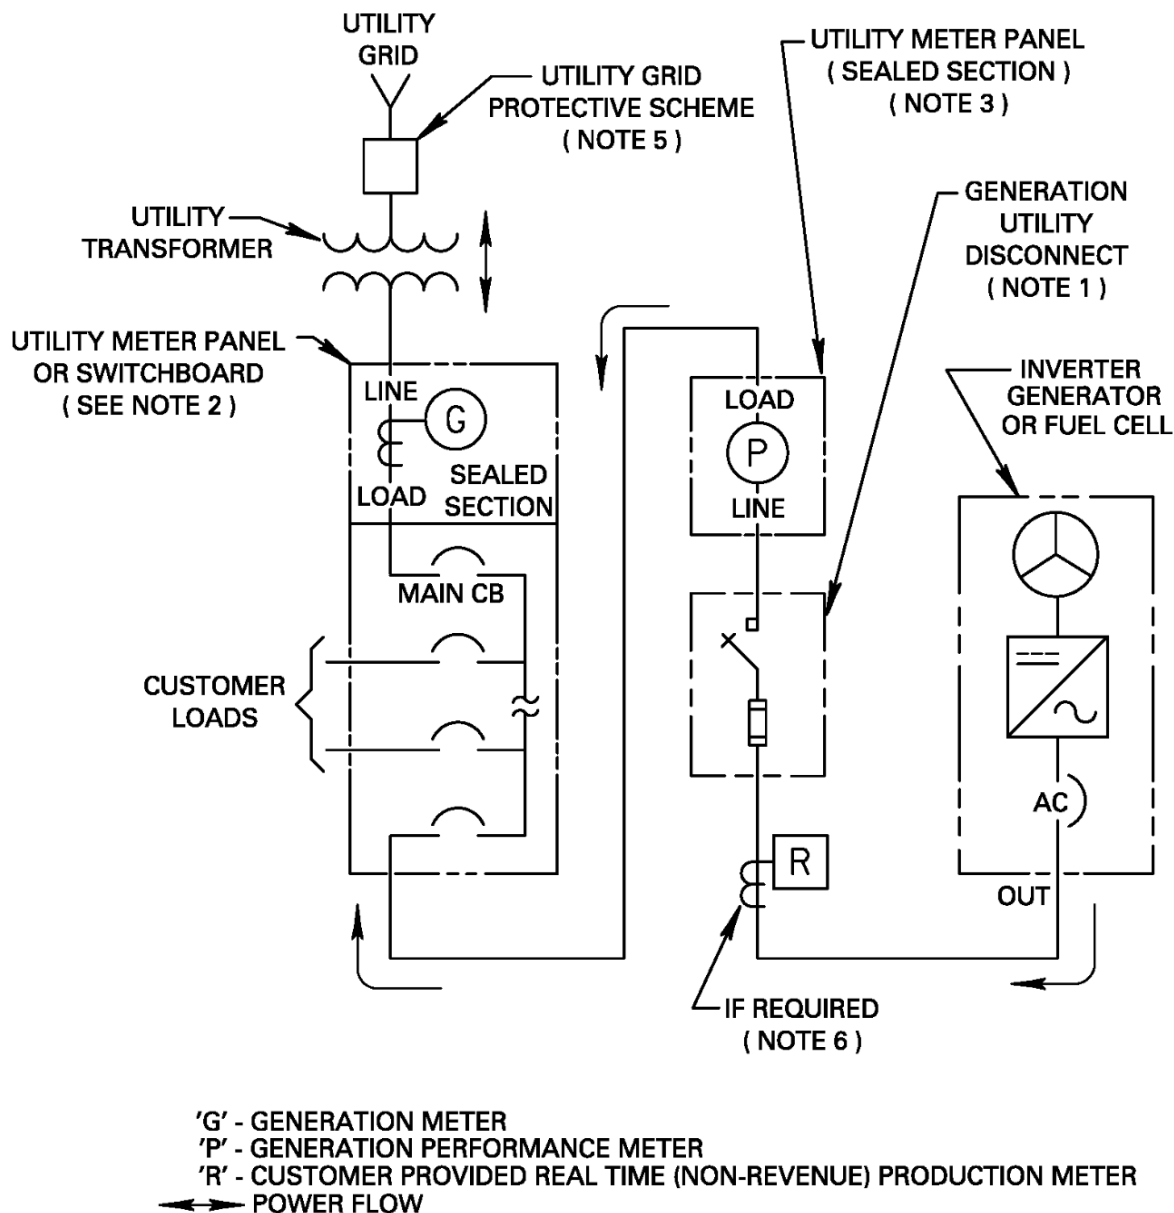 UTILITY
GRID
UTILITY GRID
PROTECTIVE SCHEME
( NOTE 5 )
UTILITY METER PANEL
( SEALED SECTION )
( NOTE 3 )
UTILITY
TRANSFORMER
GENERATION
UTILITY
DISCONNECT
( NOTE 1 )
UTILITY METER PANEL
OR SWITCHBOARD
( SEE NOTE 2 )
LINE
G
LOAD
SEALED
SECTION
MAIN CB
CUSTOMER
LOADS
LOAD
P
LINE
INVERTER
GENERATOR
OR FUEL CELL
AC
OUT
R
IF REQUIRED
( NOTE 6 )
'G' - GENERATION METER
'P' - GENERATION PERFORMANCE METER
'R' - CUSTOMER PROVIDED REAL TIME (NON-REVENUE) PRODUCTION METER
POWER FLOW